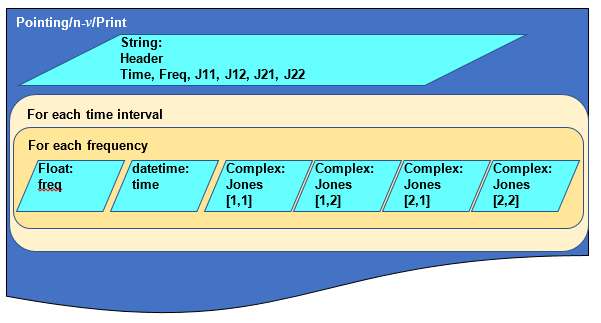 Pointing/n-v/Print
String:
Header
Time, Freq, J11, J12, J21, J22
For each time interval
For each frequency
Float:
freq
datetime:
time
Complex:
Jones
[1,1]
Complex:
Jones
[1,2]
Complex:
Jones
[2,1]
Complex:
Jones
[2,2]